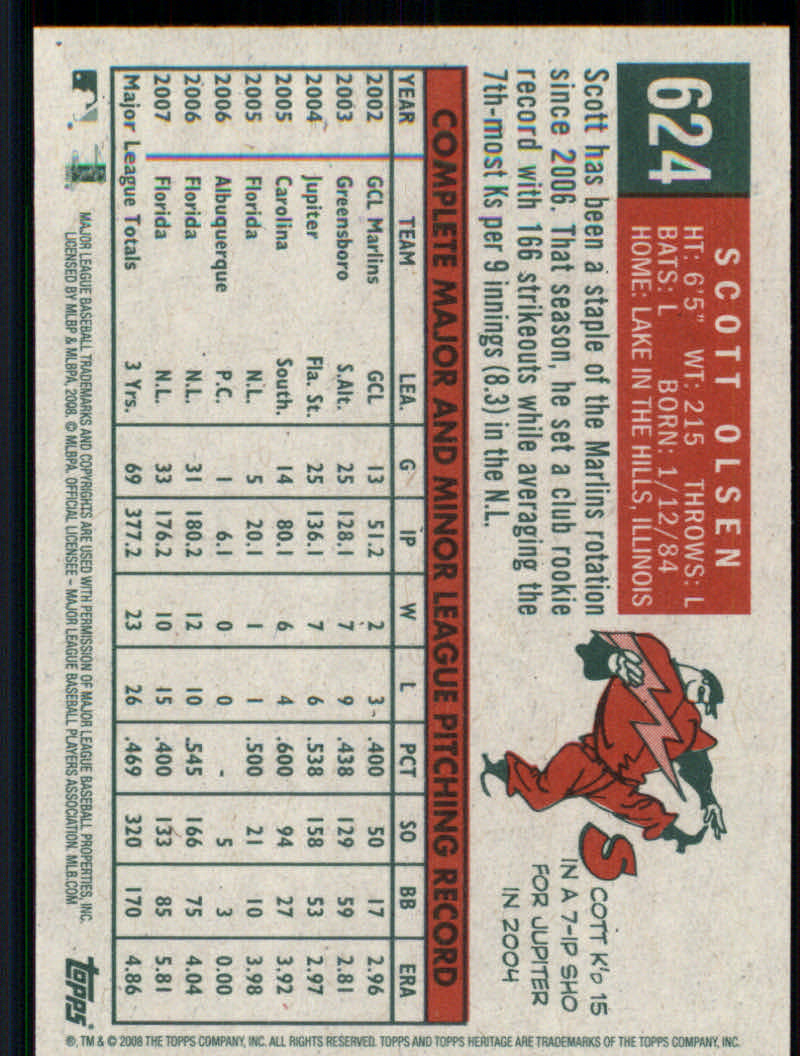 624
SCOTT OLSEN
HT: 6'5" WT: 215 THROWS: L
BATS: L BORN: 1/12/84
HOME: LAKE IN THE HILLS, ILLINOIS
Scott has been a staple of the Marlins rotation
since 2006. That season, he set a club rookie
record with 166 strikeouts while averaging the
7th-most Ks per 9 innings (8.3) in the N.L.
SCOTT K'D 15
IN A 7-IP SHO
FOR JUPITER
IN 2004
COMPLETE MAJOR AND MINOR LEAGUE PITCHING RECORD
YEAR TEAM LEA. G IP W L PCT SO BB ERA
2002 GCL Marlins GCL 13 51.2 2 3 .400 50 17 2.96
2003 Greensboro S.Alt. 25 128.1 7 9 .438 129 59 2.81
2004 Jupiter Fla. St. 25 136.1 7 6 .538 158 53 2.97
2005 Carolina South. 14 80.1 6 4 .600 94 27 3.92
2005 Florida N.L. 5 20.1 1 1 .500 21 10 3.98
2006 Albuquerque P.C. 1 6.1 0 0 - 5 3 0.00
2006 Florida N.L. 31 180.2 12 10 .545 166 75 4.04
2007 Florida N.L. 33 176.2 10 15 .400 133 85 5.81
Major League Totals 3 Yrs. 69 377.2 23 26 .469 320 170 4.86
MAJOR LEAGUE BASEBALL TRADEMARKS AND COPYRIGHTS ARE USED WITH PERMISSION OF MAJOR LEAGUE BASEBALL PROPERTIES, INC.
LICENSED BY MLBP & MLBPA, 2008. © MLBPA. OFFICIAL LICENSEE - MAJOR LEAGUE BASEBALL PLAYERS ASSOCIATION. MLB.COM
Topps
®, TM & © 2008 THE TOPPS COMPANY, INC. ALL RIGHTS RESERVED. TOPPS AND TOPPS HERITAGE ARE TRADEMARKS OF THE TOPPS COMPANY, INC.